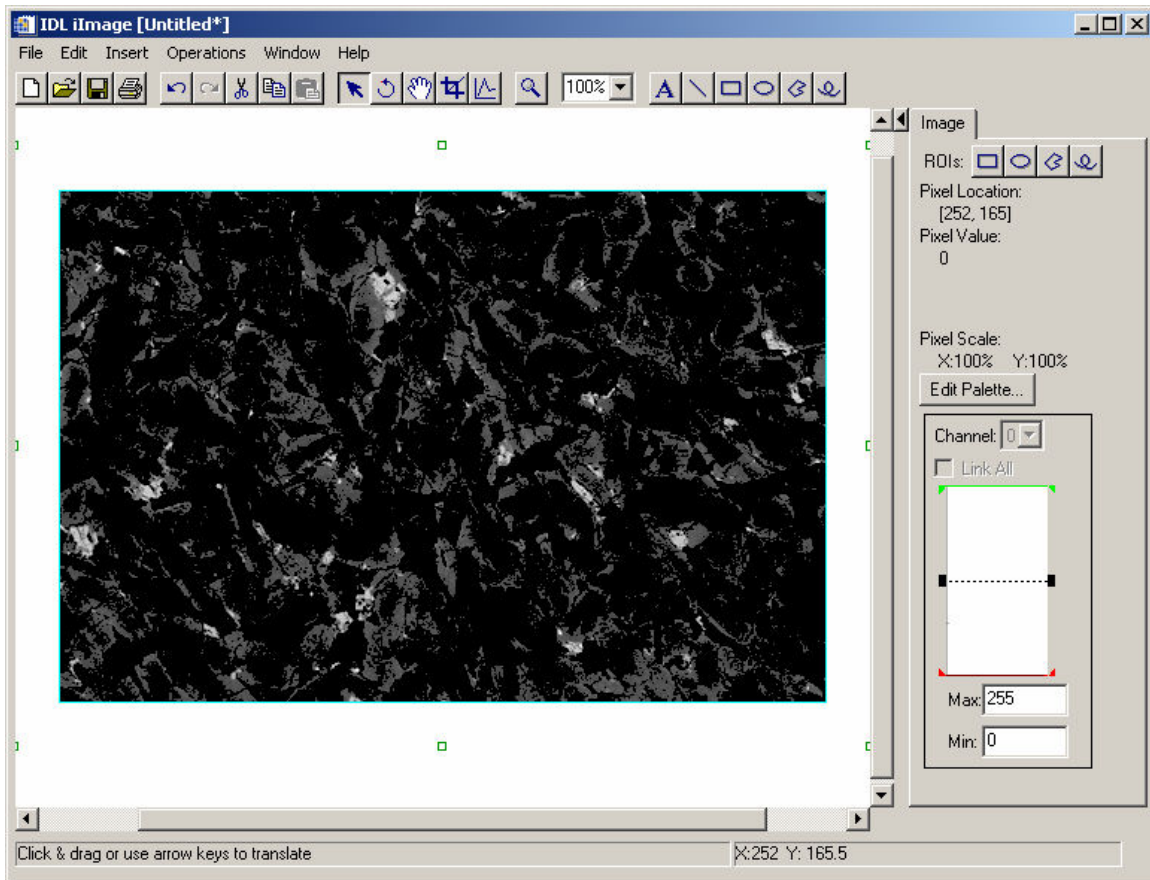 IDL iImage [Untitled*]
File Edit Insert Operations Window Help
100%
A
Image
ROIs:
Pixel Location:
[252, 165]
Pixel Value:
0
Pixel Scale:
X:100% Y:100%
Edit Palette...
Channel: 0
Link All
Max: 255
Min: 0
Click & drag or use arrow keys to translate
X:252 Y: 165.5